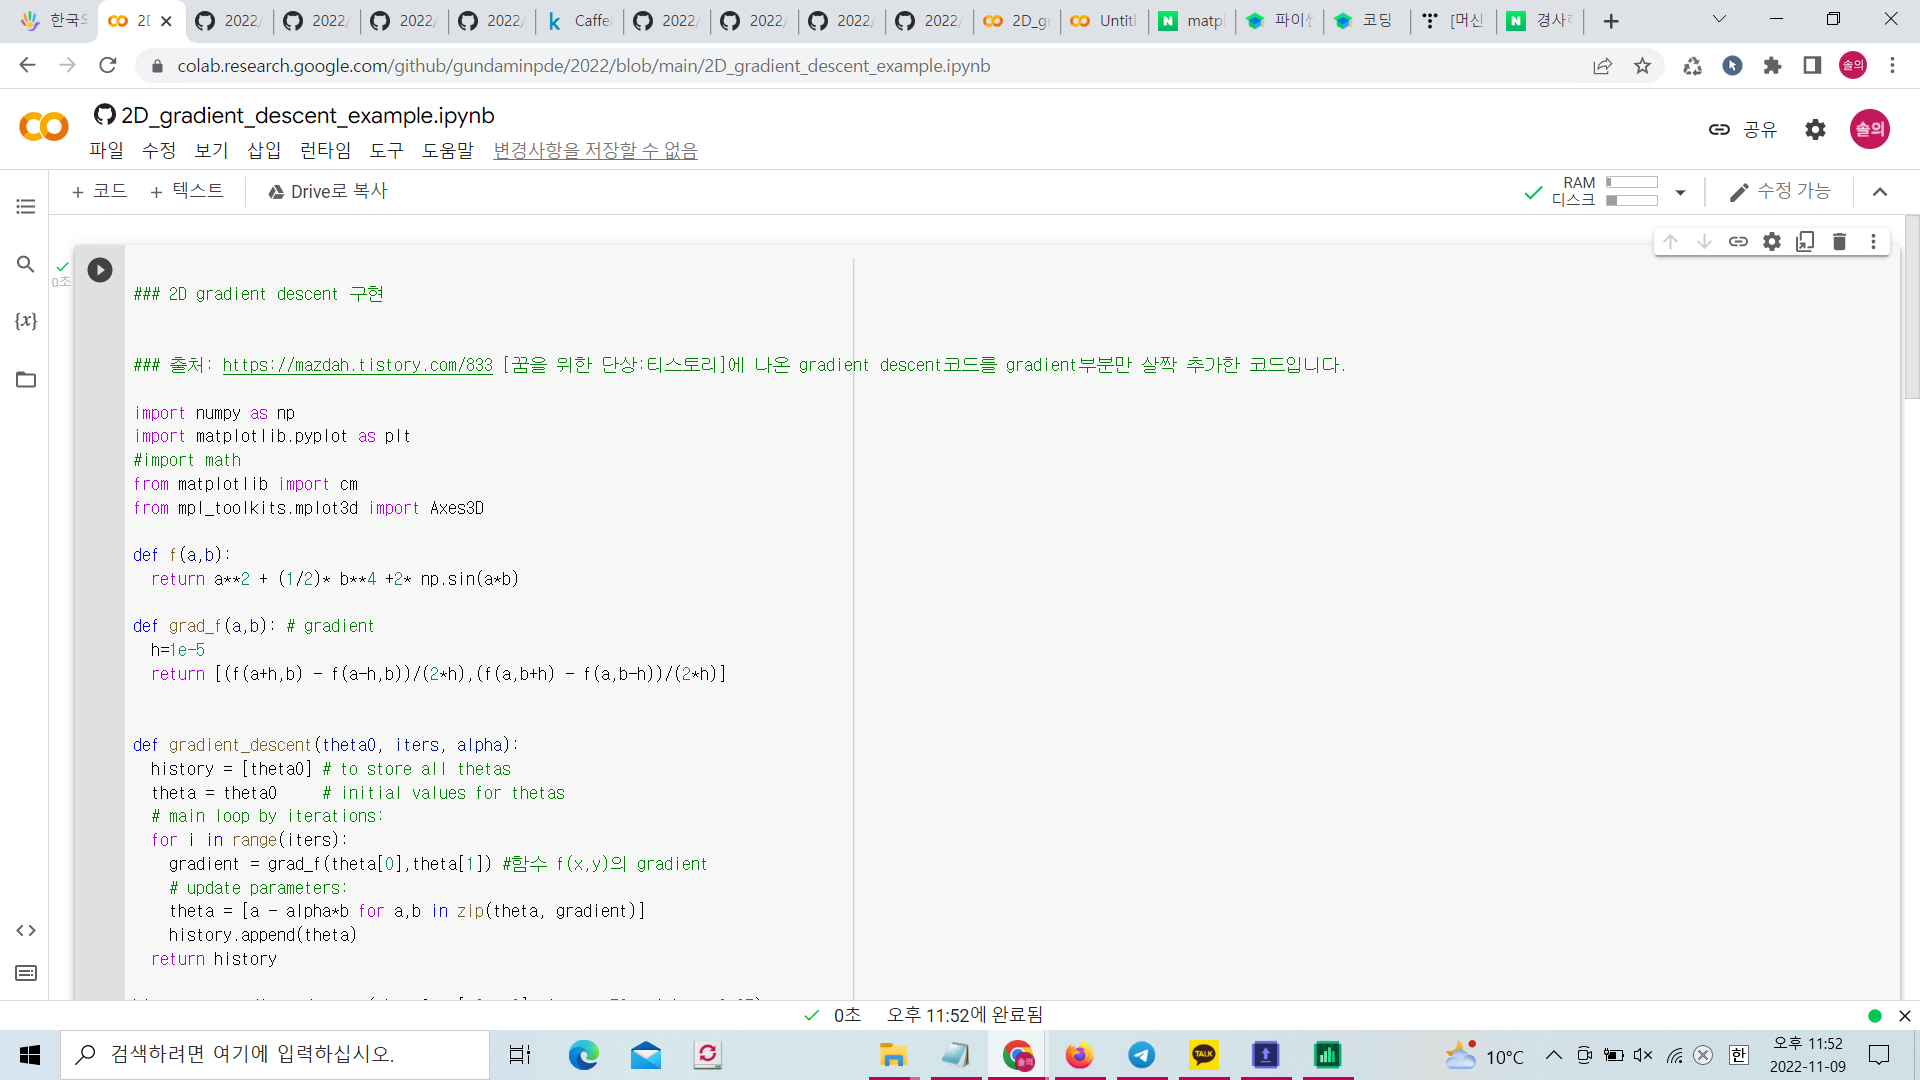 한국외
2D
2022/
2022/
2022/
2022/
Caffe
2022/
2022/
2022/
2022/
2D_g
Untitl
matpl
파이썬
코딩
[머신
경사하
colab.research.google.com/github/gundaminpde/2022/blob/main/2D_gradient_descent_example.ipynb
솔의
2D_gradient_descent_example.ipynb
파일 수정 보기 삽입 런타임 도구 도움말 변경사항을 저장할 수 없음
공유
솔의
+ 코드 + 텍스트 Drive로 복사
RAM
디스크
수정 가능
0초
### 2D gradient descent 구현
### 출처: https://mazdah.tistory.com/833 [꿈을 위한 단상:티스토리]에 나온 gradient descent코드를 gradient부분만 살짝 추가한 코드입니다.
import numpy as np
import matplotlib.pyplot as plt
#import math
from matplotlib import cm
from mpl_toolkits.mplot3d import Axes3D
def f(a,b):
return a**2 + (1/2)* b**4 +2* np.sin(a*b)
def grad_f(a,b): # gradient
h=1e-5
return [(f(a+h,b) - f(a-h,b))/(2*h),(f(a,b+h) - f(a,b-h))/(2*h)]
def gradient_descent(theta0, iters, alpha):
history = [theta0] # to store all thetas
theta = theta0     # initial values for thetas
# main loop by iterations:
for i in range(iters):
gradient = grad_f(theta[0],theta[1]) #함수 f(x,y)의 gradient
# update parameters:
theta = [a - alpha*b for a,b in zip(theta, gradient)]
history.append(theta)
return history
0초 오후 11:52에 완료됨
검색하려면 여기에 입력하십시오.
TALK
10°C
한
오후 11:52
2022-11-09